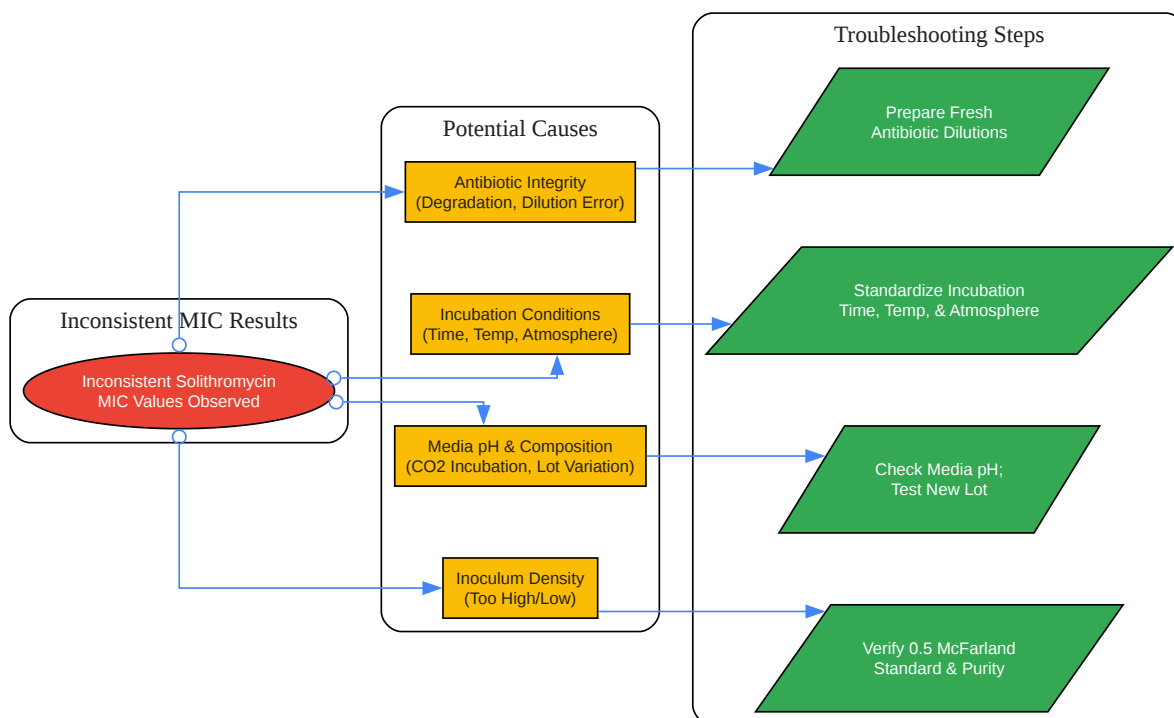 Inconsistent MIC Results
Inconsistent Solithromycin
MIC Values Observed
Potential Causes
Antibiotic Integrity
(Degradation, Dilution Error)
Incubation Conditions
(Time, Temp, Atmosphere)
Media pH & Composition
(CO2 Incubation, Lot Variation)
Inoculum Density
(Too High/Low)
Troubleshooting Steps
Prepare Fresh
Antibiotic Dilutions
Standardize Incubation
Time, Temp, & Atmosphere
Check Media pH;
Test New Lot
Verify 0.5 McFarland
Standard & Purity